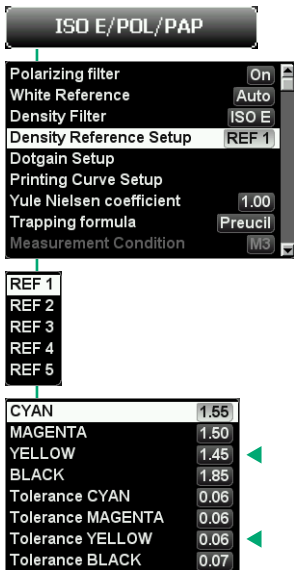 ISO E/POL/PAP
Polarizing filter On
White Reference Auto
Density Filter ISO E
Density Reference Setup REF 1
Dotgain Setup
Printing Curve Setup
Yule Nielsen coefficient 1.00
Trapping formula Preucil
Measurement Condition M3
REF 1
REF 2
REF 3
REF 4
REF 5
CYAN 1.55
MAGENTA 1.50
YELLOW 1.45
BLACK 1.85
Tolerance CYAN 0.06
Tolerance MAGENTA 0.06
Tolerance YELLOW 0.06
Tolerance BLACK 0.07